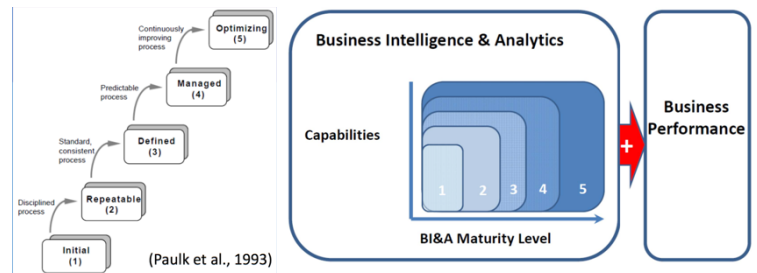 Continuously
improving
process
Optimizing
(5)
Predictable
process
Managed
(4)
Standard,
consistent
process
Defined
(3)
Disciplined
process
Repeatable
(2)
Initial
(1)
(Paulk et al., 1993)
Business Intelligence & Analytics
Capabilities
1 2 3 4 5
BI&A Maturity Level
+
Business
Performance